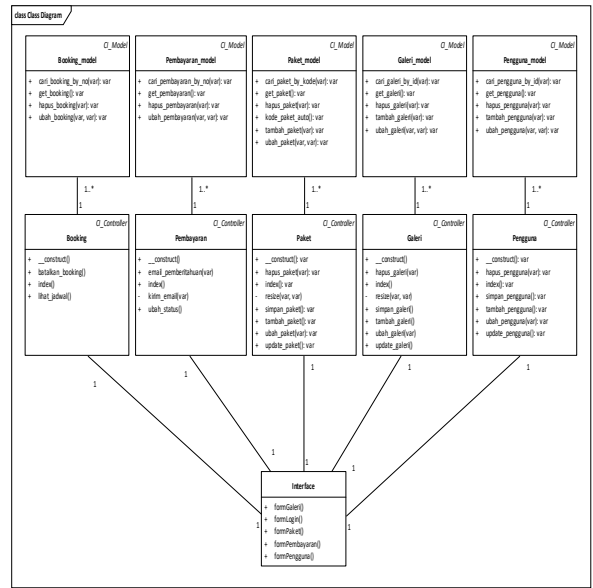 class Class Diagram
CI_Model
Booking_model
+ cari_booking_by_no(var): var
+ get_booking(): var
+ hapus_booking(var): var
+ ubah_booking(var, var): var
CI_Model
Pembayaran_model
+ cari_pembayaran_by_no(var): var
+ get_pembayaran(): var
+ hapus_pembayaran(var): var
+ ubah_pembayaran(var, var): var
CI_Model
Paket_model
+ cari_paket_by_kode(var): var
+ get_paket(): var
+ hapus_paket(var): var
+ kode_paket_auto(): var
+ tambah_paket(var): var
+ ubah_paket(var, var): var
CI_Model
Galeri_model
+ cari_galeri_by_id(var): var
+ get_galeri(): var
+ hapus_galeri(var): var
+ tambah_galeri(var): var
+ ubah_galeri(var, var): var
CI_Model
Pengguna_model
+ cari_pengguna_by_id(var): var
+ get_pengguna(): var
+ hapus_pengguna(var): var
+ tambah_pengguna(var): var
+ ubah_pengguna(var, var): var
1..*
1
1..*
1
1..*
1
1..*
1
1..*
1
CI_Controller
Booking
+ __construct()
+ batalkan_booking()
+ index()
+ lihat_jadwal()
CI_Controller
Pembayaran
+ __construct()
+ email_pemberitahuan(var)
+ index()
- kirim_email(var)
+ ubah_status()
CI_Controller
Paket
+ __construct(): var
+ hapus_paket(var): var
+ index(): var
- resize(var, var)
+ simpan_paket(): var
+ tambah_paket(): var
+ ubah_paket(var): var
+ update_paket(): var
CI_Controller
Galeri
+ __construct()
+ hapus_galeri(var)
+ index()
- resize(var, var)
+ simpan_galeri()
+ tambah_galeri()
+ ubah_galeri(var)
+ update_galeri()
CI_Controller
Pengguna
+ __construct(): var
+ hapus_pengguna(var): var
+ index(): var
+ simpan_pengguna(): var
+ tambah_pengguna(): var
+ ubah_pengguna(var): var
+ update_pengguna(): var
1
1
1
1
1
1
1
1
1
1
Interface
+ formGaleri()
+ formLogin()
+ formPaket()
+ formPembayaran()
+ formPengguna()